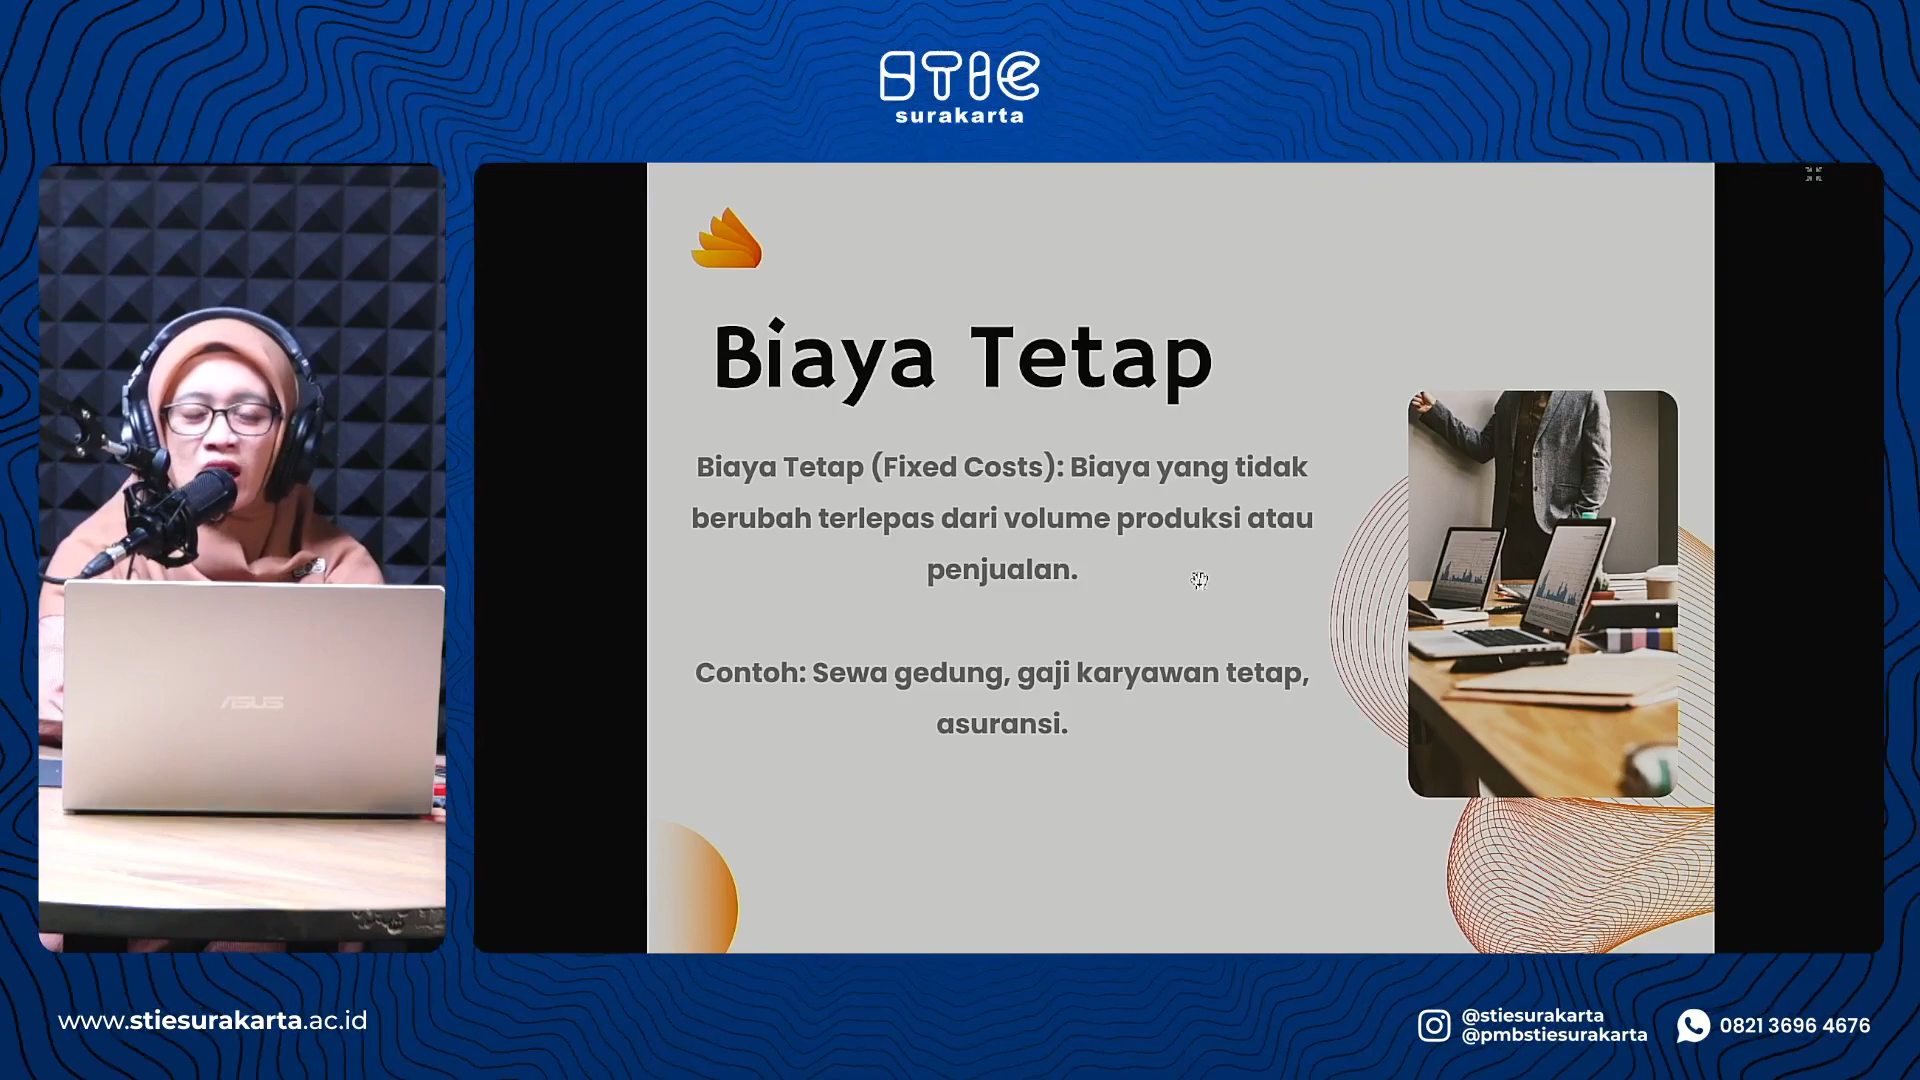 STIE
surakarta
Biaya Tetap
Biaya Tetap (Fixed Costs): Biaya yang tidak
berubah terlepas dari volume produksi atau
penjualan.
Contoh: Sewa gedung, gaji karyawan tetap,
asuransi.
ASUS
www.stiesurakarta.ac.id
@stiesurakarta
@pmbstiesurakarta
0821 3696 4676